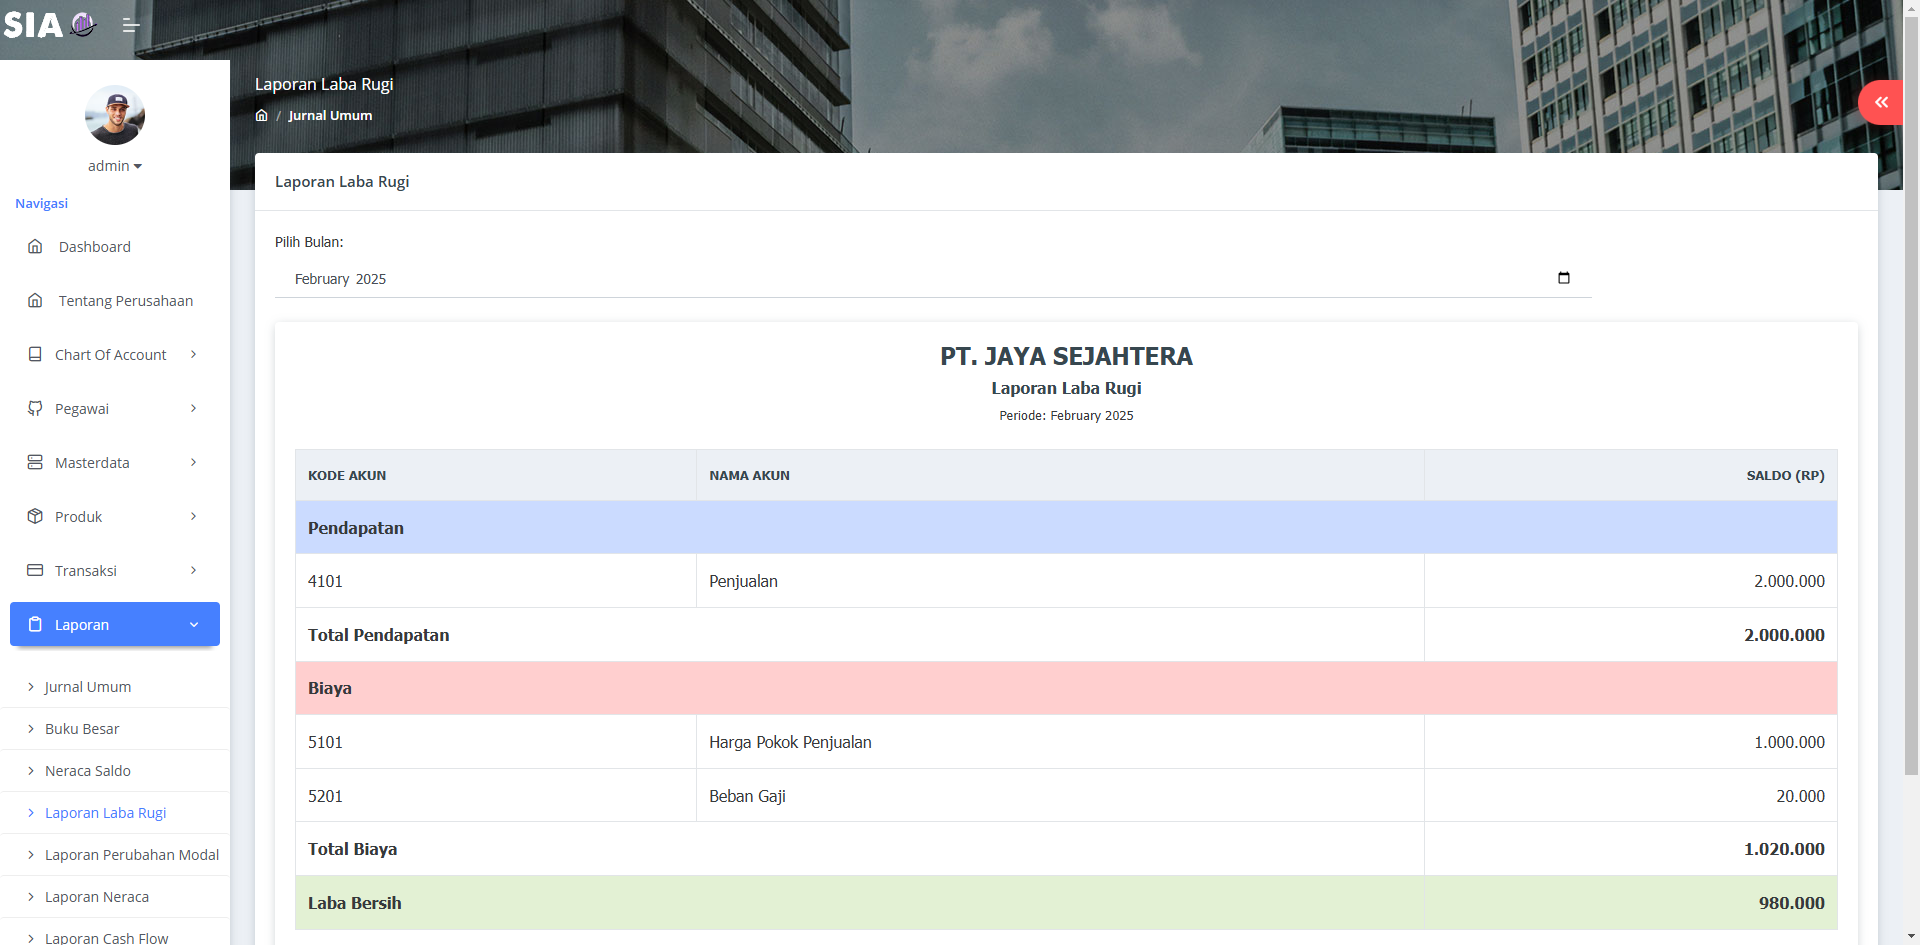 SIA
admin
Navigasi
Dashboard
Tentang Perusahaan
Chart Of Account
Pegawai
Masterdata
Produk
Transaksi
Laporan
Jurnal Umum
Buku Besar
Neraca Saldo
Laporan Laba Rugi
Laporan Perubahan Modal
Laporan Neraca
Laporan Cash Flow
Laporan Laba Rugi
/ Jurnal Umum
Laporan Laba Rugi
Pilih Bulan:
February 2025
PT. JAYA SEJAHTERA
Laporan Laba Rugi
Periode: February 2025
KODE AKUN NAMA AKUN SALDO (RP)
Pendapatan
4101 Penjualan 2.000.000
Total Pendapatan 2.000.000
Biaya
5101 Harga Pokok Penjualan 1.000.000
5201 Beban Gaji 20.000
Total Biaya 1.020.000
Laba Bersih 980.000